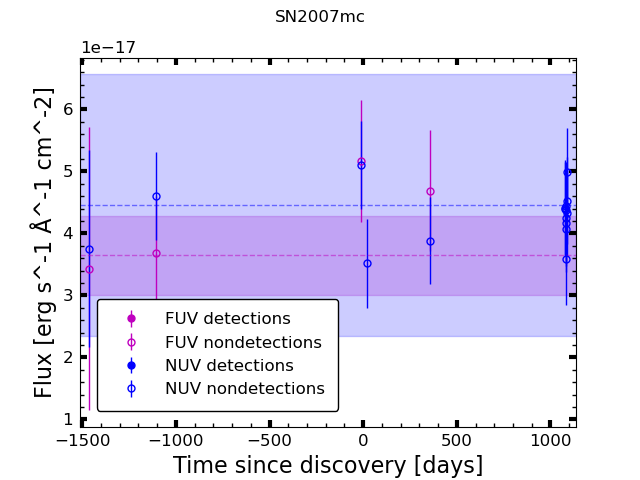 SN2007mc
1e−17
6
5
4
3
2
1
Flux [erg s^-1 Å^-1 cm^-2]
FUV detections
FUV nondetections
NUV detections
NUV nondetections
−1500 −1000 −500 0 500 1000
Time since discovery [days]